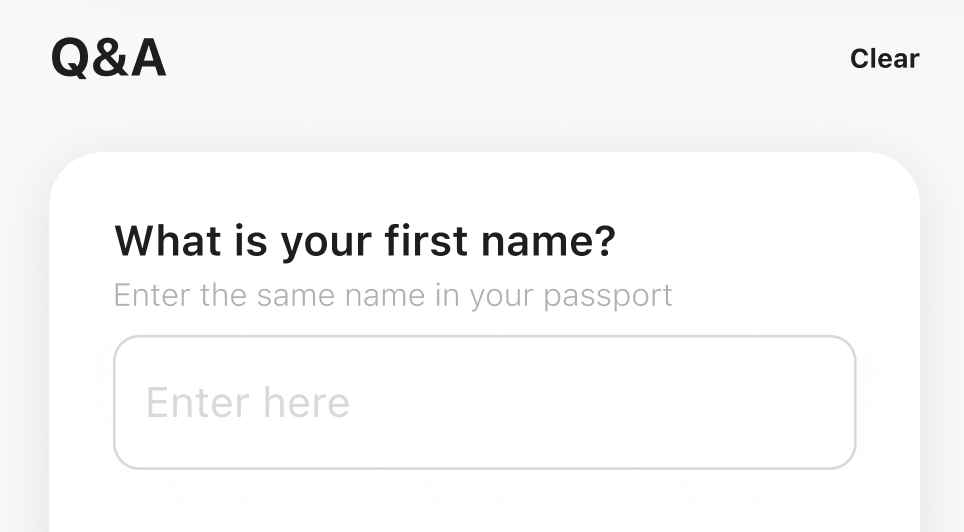 Q&A
Clear
What is your first name?
Enter the same name in your passport
Enter here